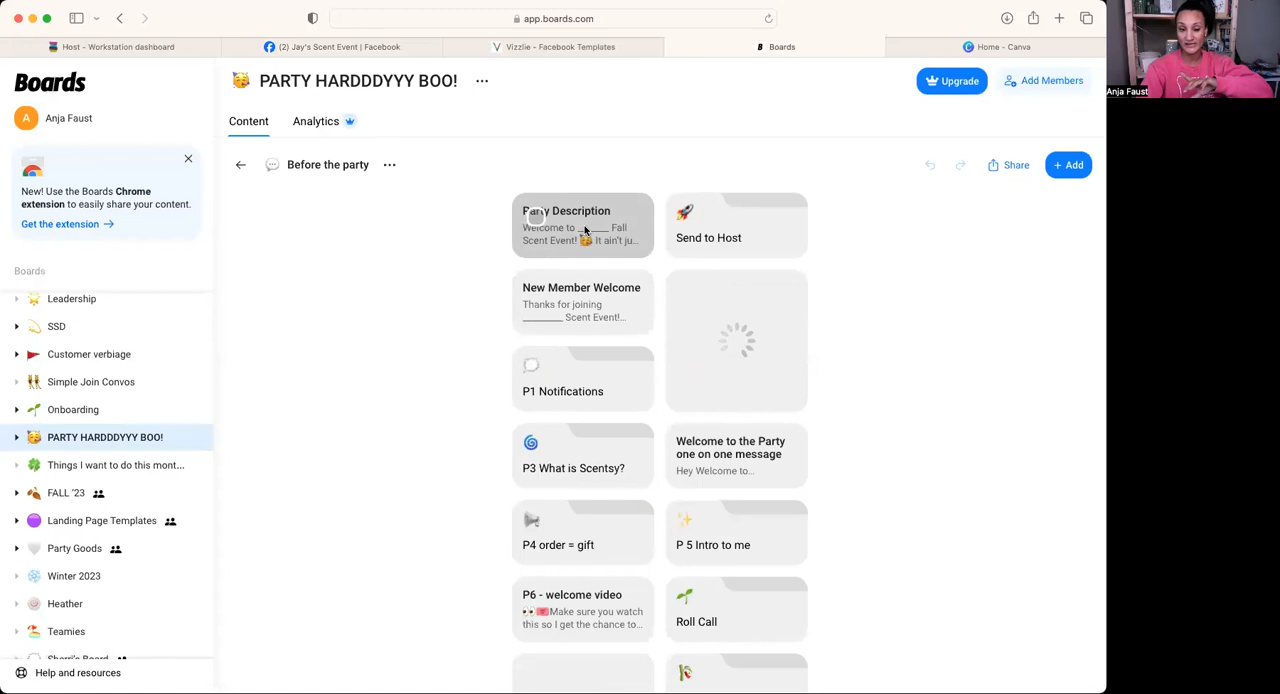 app.boards.com
Host - Workstation dashboard
(2) Jay's Scent Event | Facebook
Vizzlie - Facebook Templates
Boards
Home - Canva
Anja Faust
Boards
Anja Faust
New! Use the Boards Chrome
extension to easily share your content.
Get the extension
Boards
Leadership
SSD
Customer verbiage
Simple Join Convos
Onboarding
PARTY HARDDDYYY BOO!
Things I want to do this mont...
FALL '23
Landing Page Templates
Party Goods
Winter 2023
Heather
Teamies
Sherri's Board
Help and resources
PARTY HARDDDYYY BOO!
Upgrade
Add Members
Content
Analytics
Before the party
Share
+ Add
Party Description
Welcome to ______ Fall
Scent Event! 🥳 It ain't ju...
Send to Host
New Member Welcome
Thanks for joining
________ Scent Event!...
P1 Notifications
Welcome to the Party
one on one message
Hey Welcome to...
P3 What is Scentsy?
P4 order = gift
P 5 Intro to me
P6 - welcome video
👀🎟️Make sure you watch
this so I get the chance to...
Roll Call